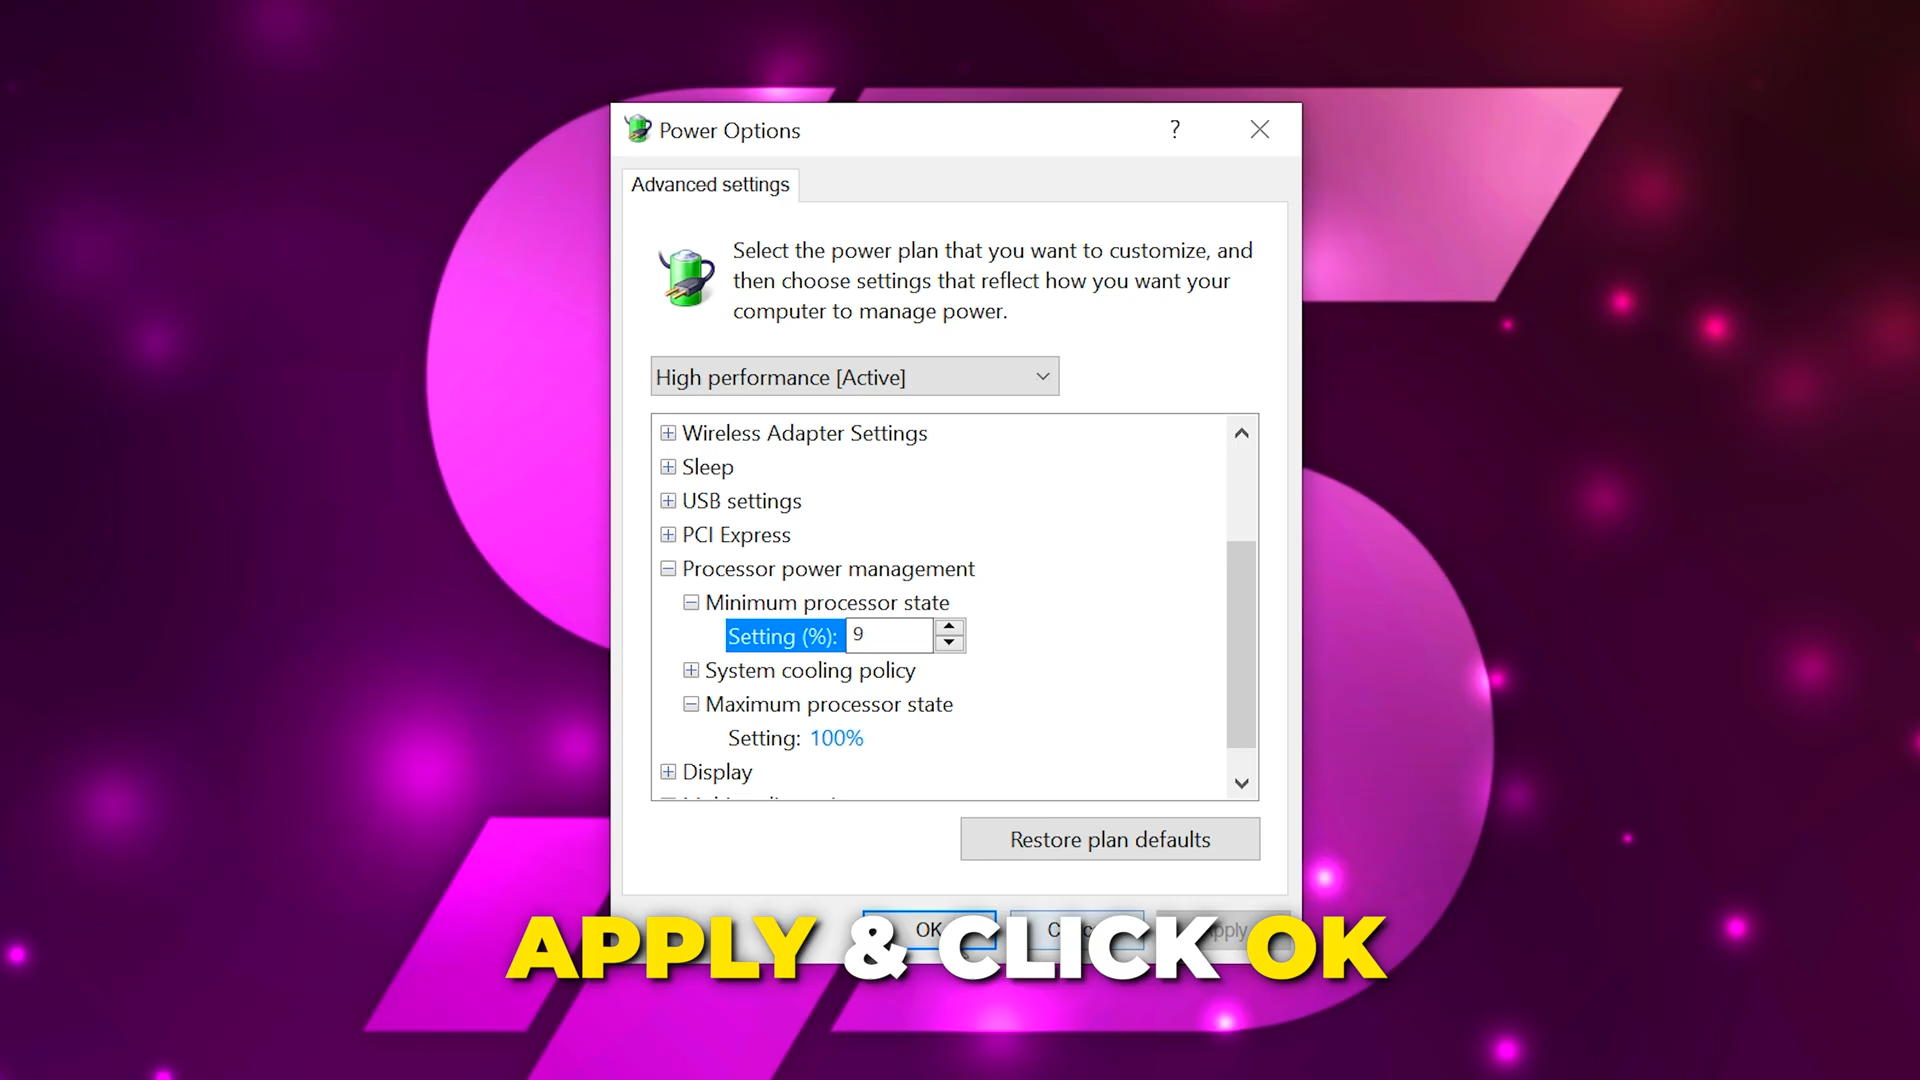 Power Options
?
Advanced settings
Select the power plan that you want to customize, and
then choose settings that reflect how you want your
computer to manage power.
High performance [Active]
Wireless Adapter Settings
Sleep
USB settings
PCI Express
Processor power management
Minimum processor state
Setting (%): 9
System cooling policy
Maximum processor state
Setting: 100%
Display
Restore plan defaults
OK
APPLY & CLICK OK